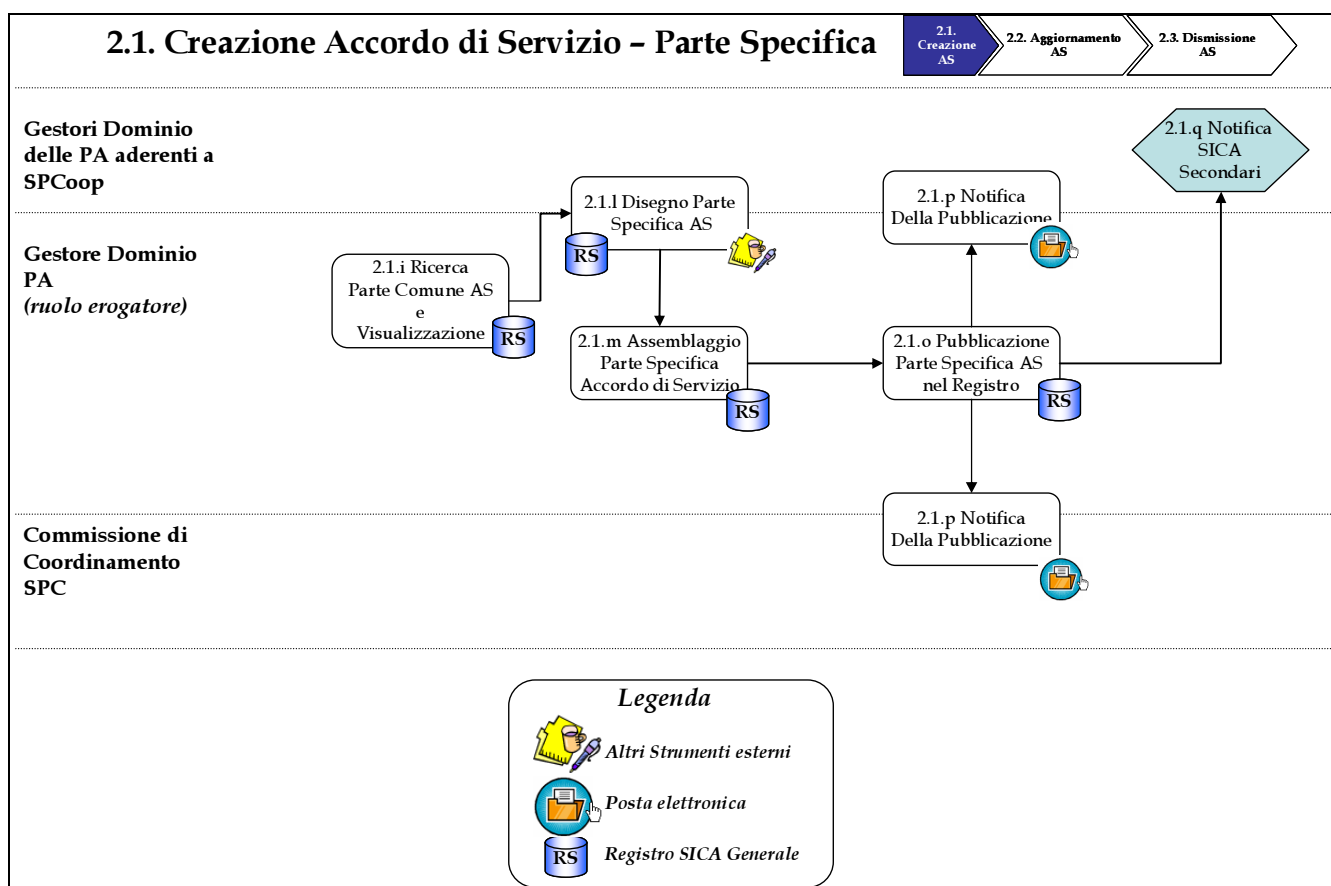 2.1. Creazione Accordo di Servizio – Parte Specifica
2.1.
Creazione
AS
2.2. Aggiornamento
AS
2.3. Dismissione
AS
Gestori Dominio
delle PA aderenti a
SPCoop
2.1.q Notifica
SICA
Secondari
2.1.l Disegno Parte
Specifica AS
RS
2.1.p Notifica
Della Pubblicazione
Gestore Dominio
PA
(ruolo erogatore)
2.1.i Ricerca
Parte Comune AS
e
Visualizzazione
RS
2.1.m Assemblaggio
Parte Specifica
Accordo di Servizio
RS
2.1.o Pubblicazione
Parte Specifica AS
nel Registro
RS
Commissione di
Coordinamento
SPC
2.1.p Notifica
Della Pubblicazione
Legenda
Altri Strumenti esterni
Posta elettronica
RS
Registro SICA Generale